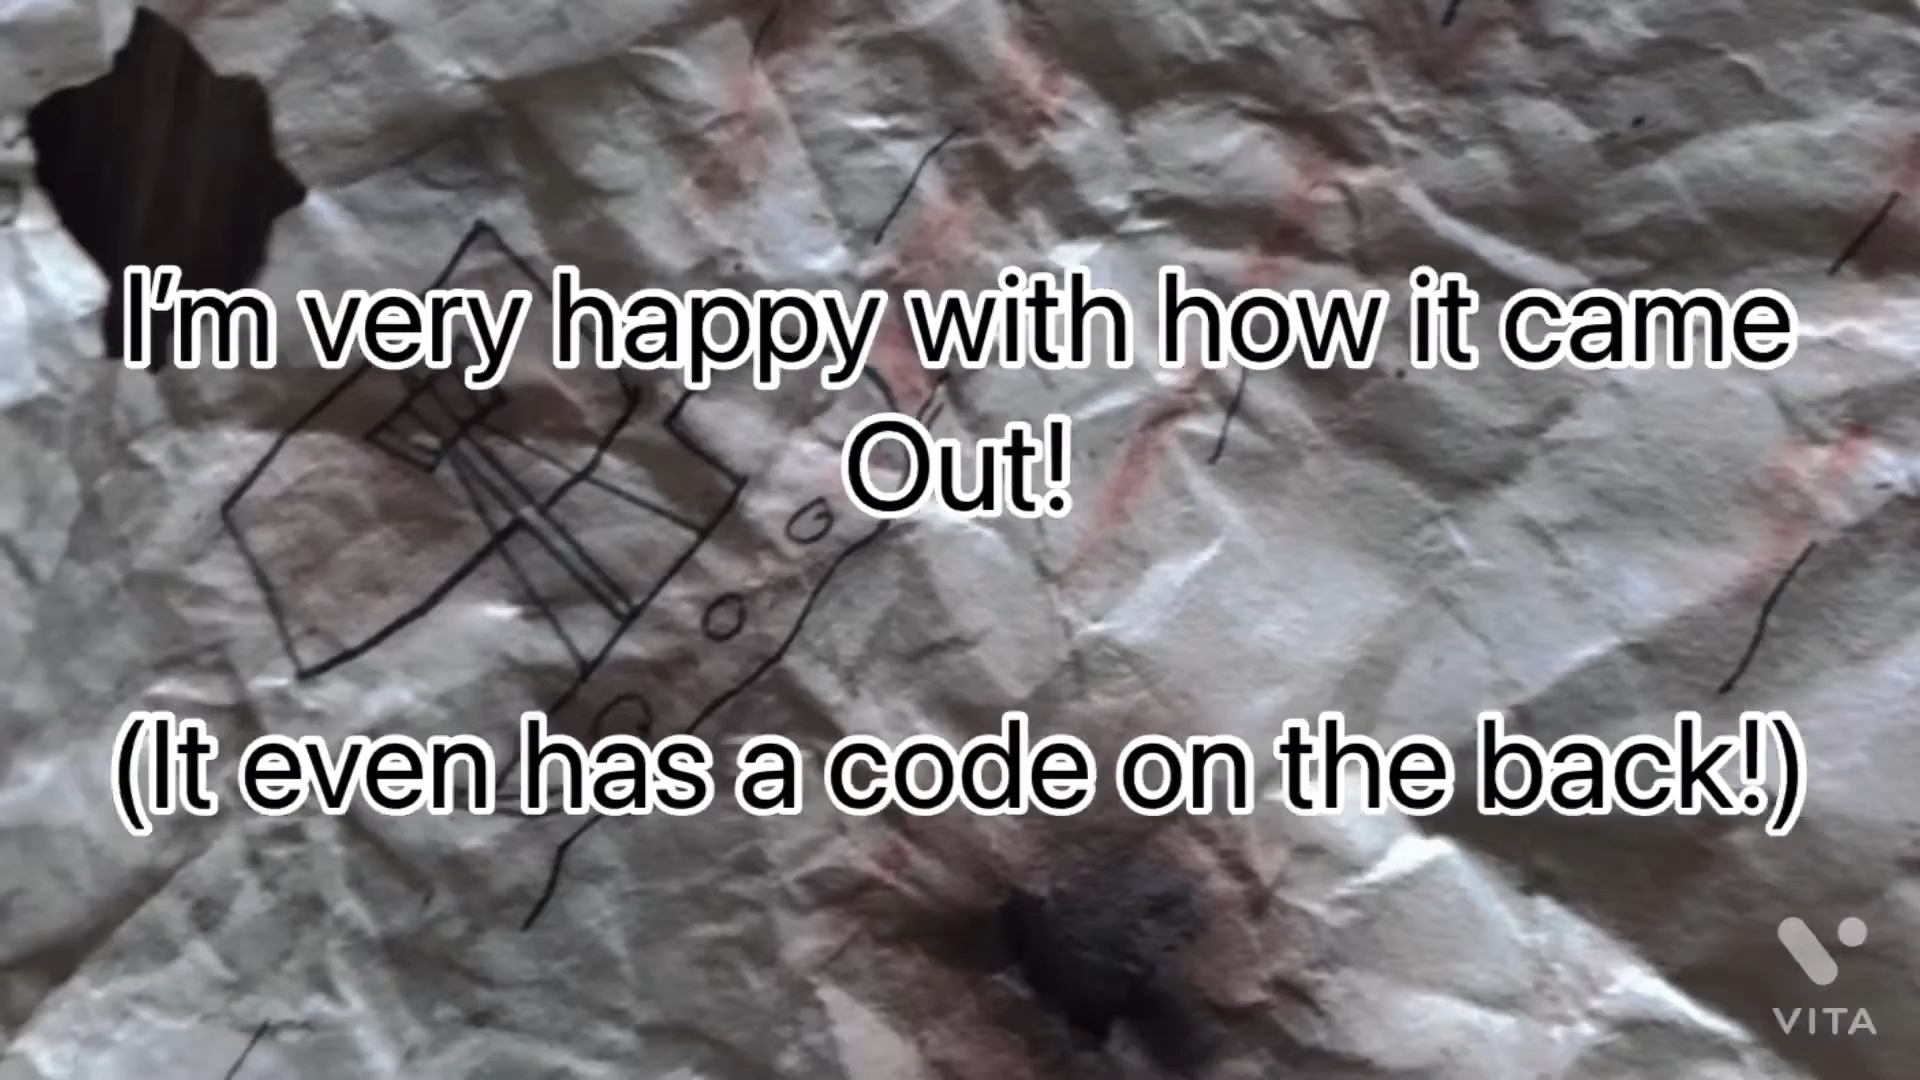 I'm very happy with how it came
Out!
(It even has a code on the back!)
VITA